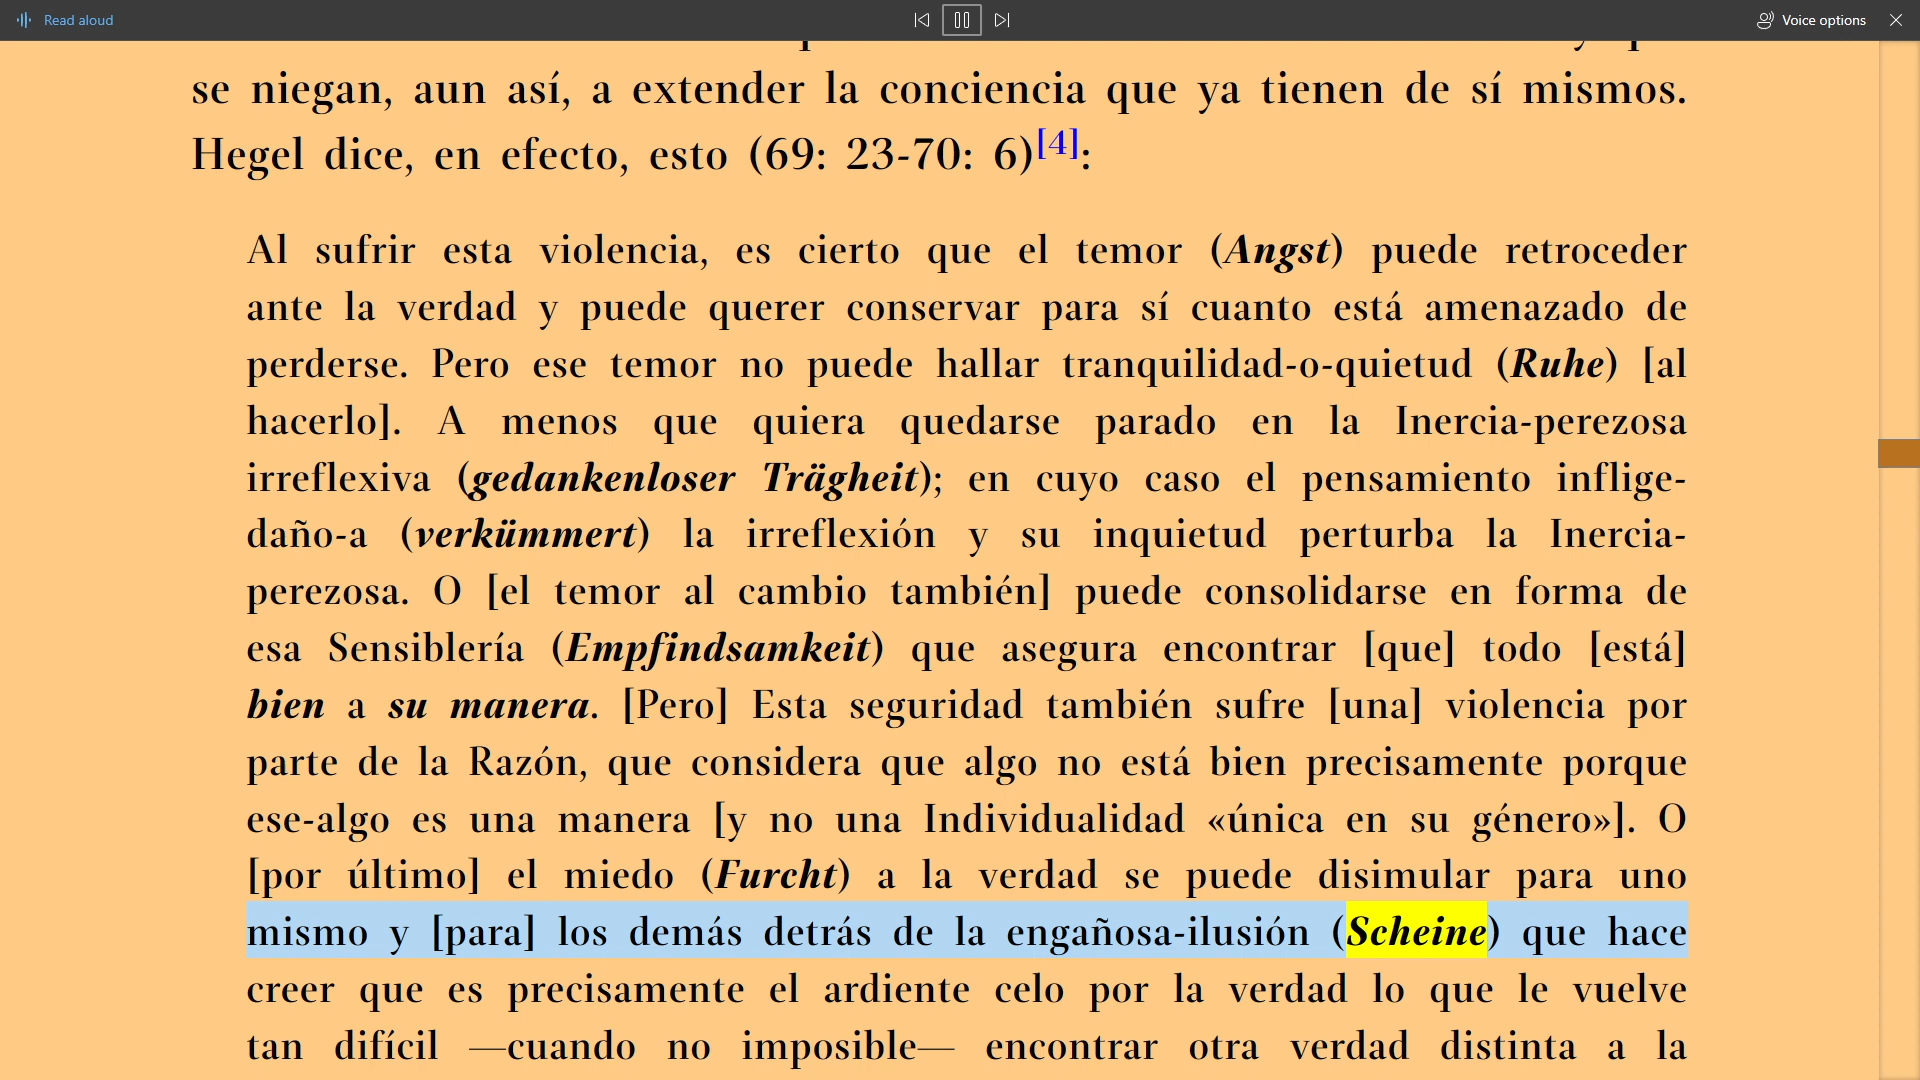 Read aloud
Voice options
se niegan, aun así, a extender la conciencia que ya tienen de sí mismos.
Hegel dice, en efecto, esto (69: 23-70: 6)[4]:
Al sufrir esta violencia, es cierto que el temor (Angst) puede retroceder
ante la verdad y puede querer conservar para sí cuanto está amenazado de
perderse. Pero ese temor no puede hallar tranquilidad-o-quietud (Ruhe) [al
hacerlo]. A menos que quiera quedarse parado en la Inercia-perezosa
irreflexiva (gedankenloser Trägheit); en cuyo caso el pensamiento inflige-
daño-a (verkümmert) la irreflexión y su inquietud perturba la Inercia-
perezosa. O [el temor al cambio también] puede consolidarse en forma de
esa Sensiblería (Empfindsamkeit) que asegura encontrar [que] todo [está]
bien a su manera. [Pero] Esta seguridad también sufre [una] violencia por
parte de la Razón, que considera que algo no está bien precisamente porque
ese-algo es una manera [y no una Individualidad «única en su género»]. O
[por último] el miedo (Furcht) a la verdad se puede disimular para uno
mismo y [para] los demás detrás de la engañosa-ilusión (Scheine) que hace
creer que es precisamente el ardiente celo por la verdad lo que le vuelve
tan difícil —cuando no imposible— encontrar otra verdad distinta a la